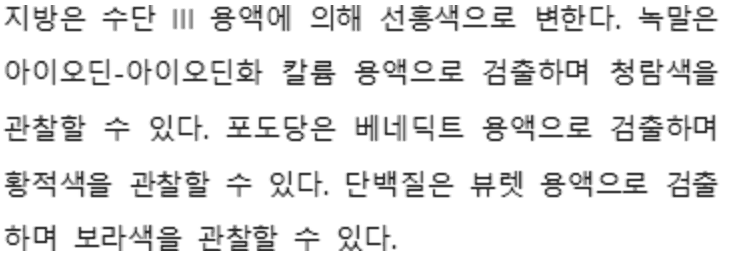 지방은 수단 III 용액에 의해 선홍색으로 변한다. 녹말은
아이오딘-아이오딘화 칼륨 용액으로 검출하며 청람색을
관찰할 수 있다. 포도당은 베네딕트 용액으로 검출하며
황적색을 관찰할 수 있다. 단백질은 뷰렛 용액으로 검출
하며 보라색을 관찰할 수 있다.